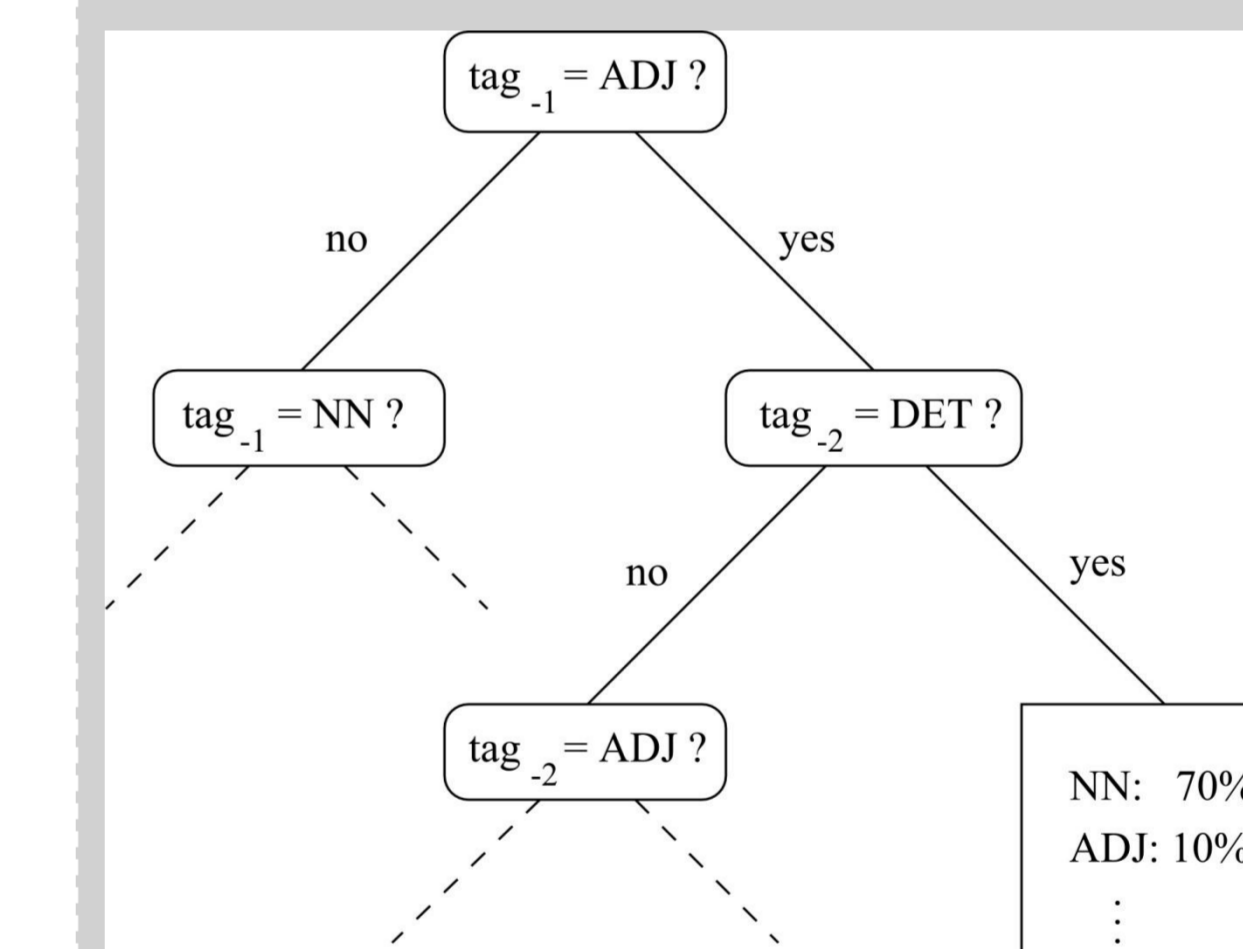 tag -1 = ADJ ?
no
yes
tag -1 = NN ?
tag -2 = DET ?
no
yes
tag -2 = ADJ ?
NN: 70%
ADJ: 10%
⋮